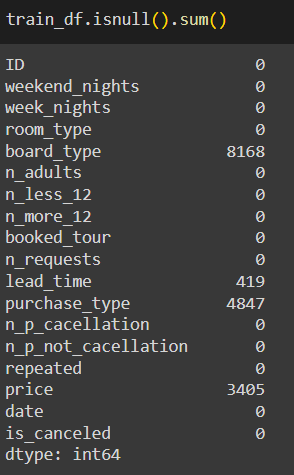 train_df.isnull().sum()
ID 0
weekend_nights 0
week_nights 0
room_type 0
board_type 8168
n_adults 0
n_less_12 0
n_more_12 0
booked_tour 0
n_requests 0
lead_time 419
purchase_type 4847
n_p_cacellation 0
n_p_not_cacellation 0
repeated 0
price 3405
date 0
is_canceled 0
dtype: int64